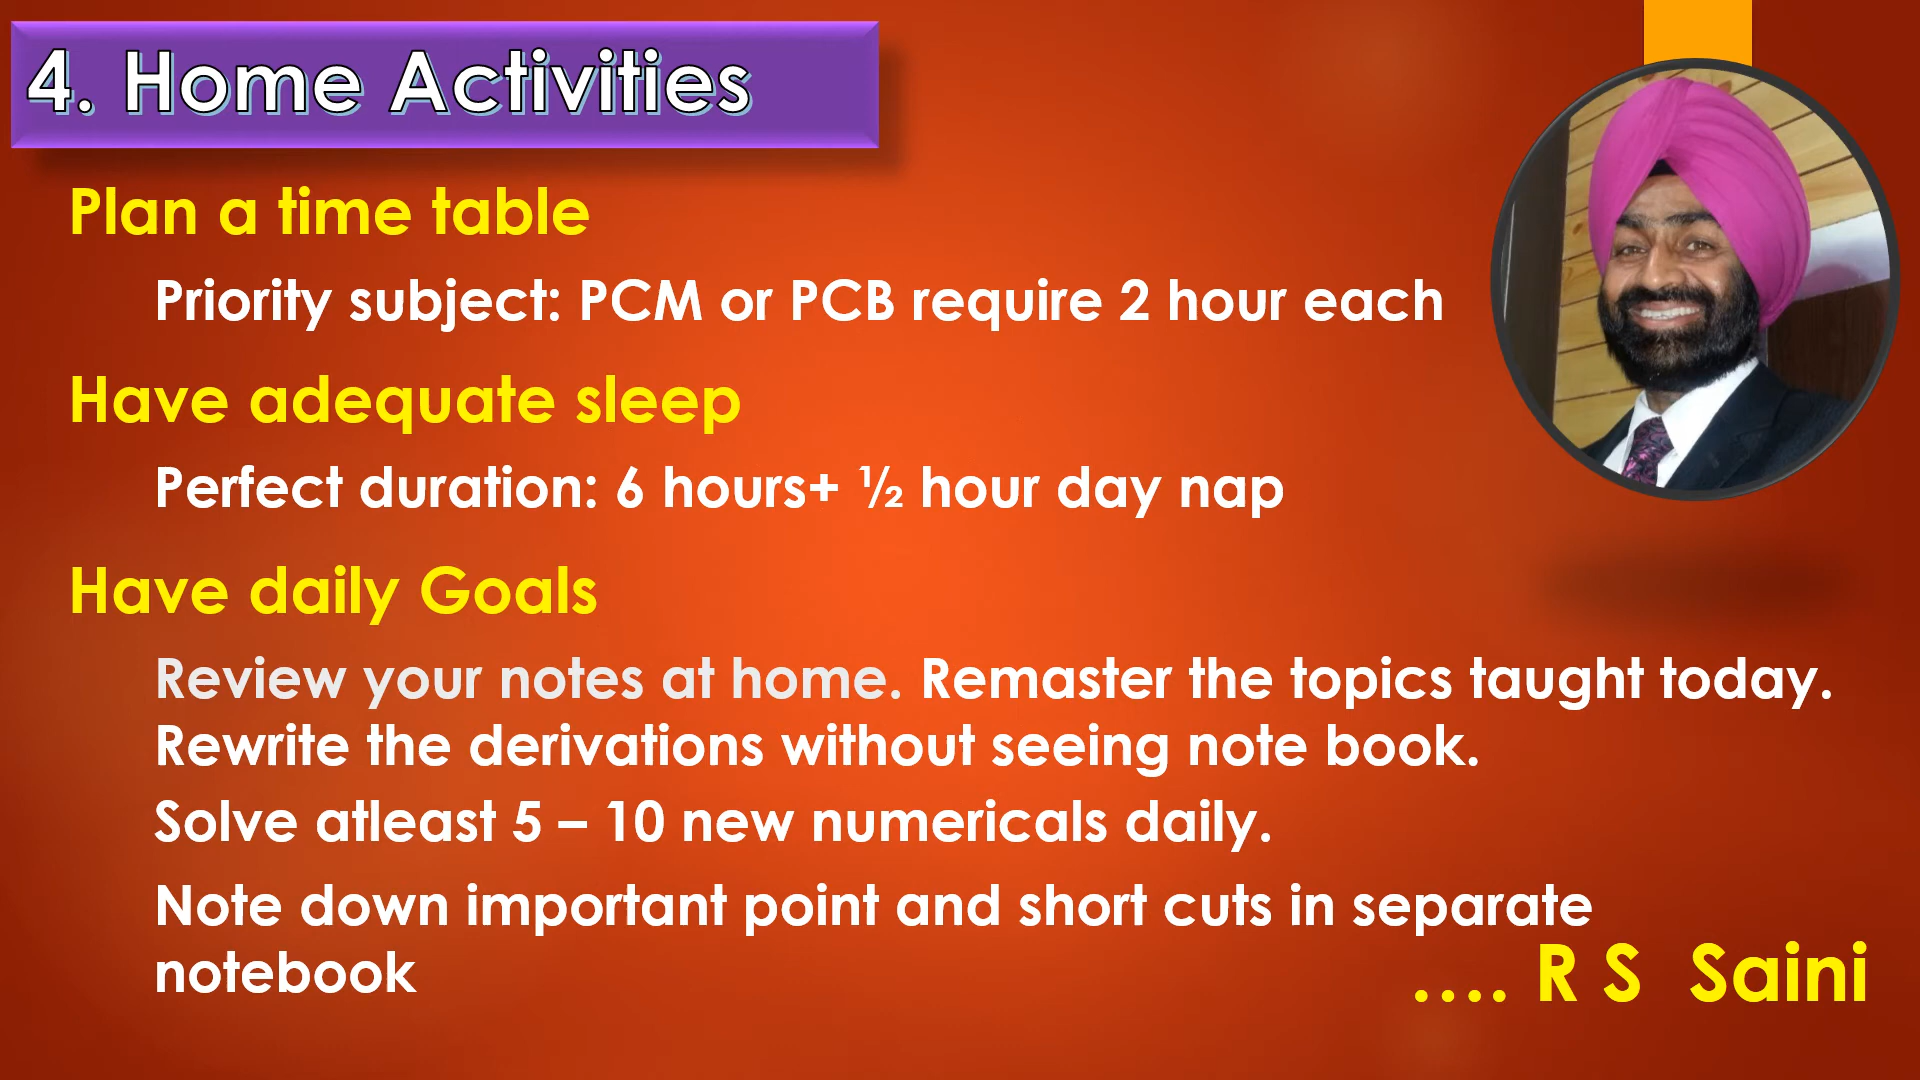 4. Home Activities
Plan a time table
Priority subject: PCM or PCB require 2 hour each
Have adequate sleep
Perfect duration: 6 hours+ ½ hour day nap
Have daily Goals
Review your notes at home. Remaster the topics taught today.
Rewrite the derivations without seeing note book.
Solve atleast 5 – 10 new numericals daily.
Note down important point and short cuts in separate
notebook
.... R S Saini